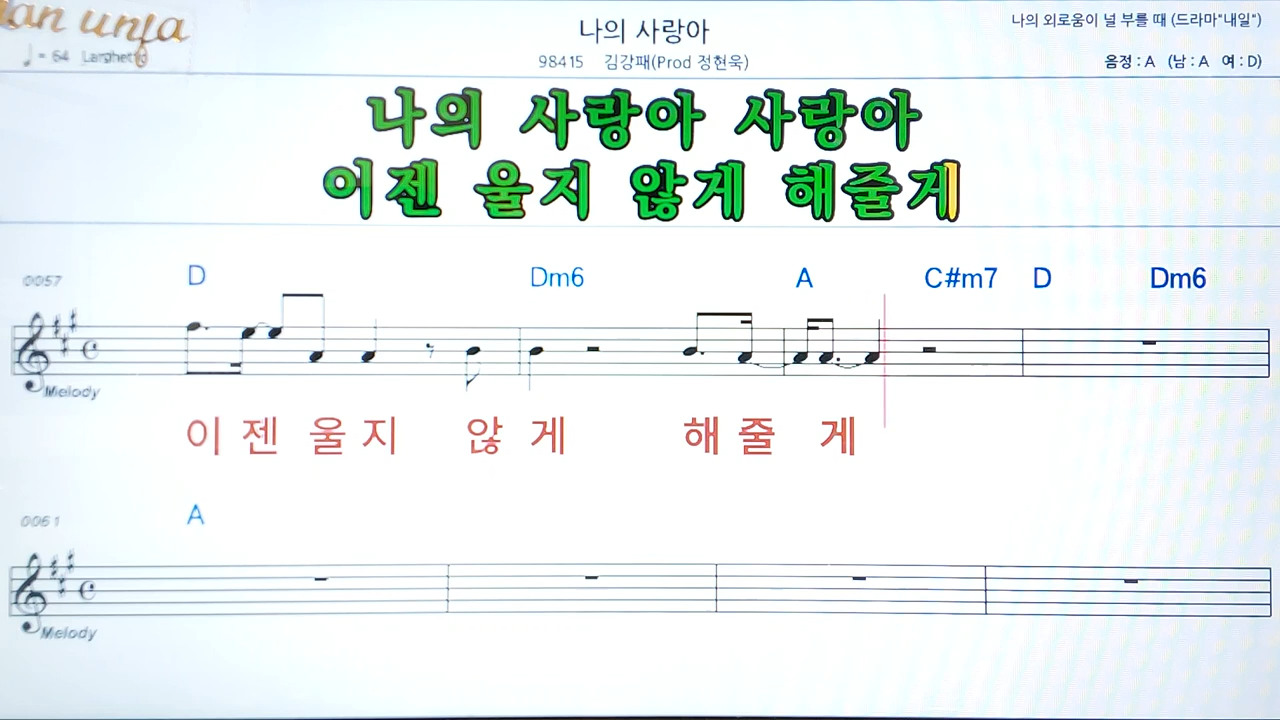 나의 사랑아
나의 외로움이 널 부를 때 (드라마"내일")
♩ = 64 Larghetto
98415 김강패(Prod 정현욱)
음정 : A (남 : A 여 : D)
나의 사랑아 사랑아
이젠 울지 않게 해줄게
0057 D Dm6 A C#m7 D Dm6
Melody
이 젠 울 지 않 게 해 줄 게
0061 A
Melody